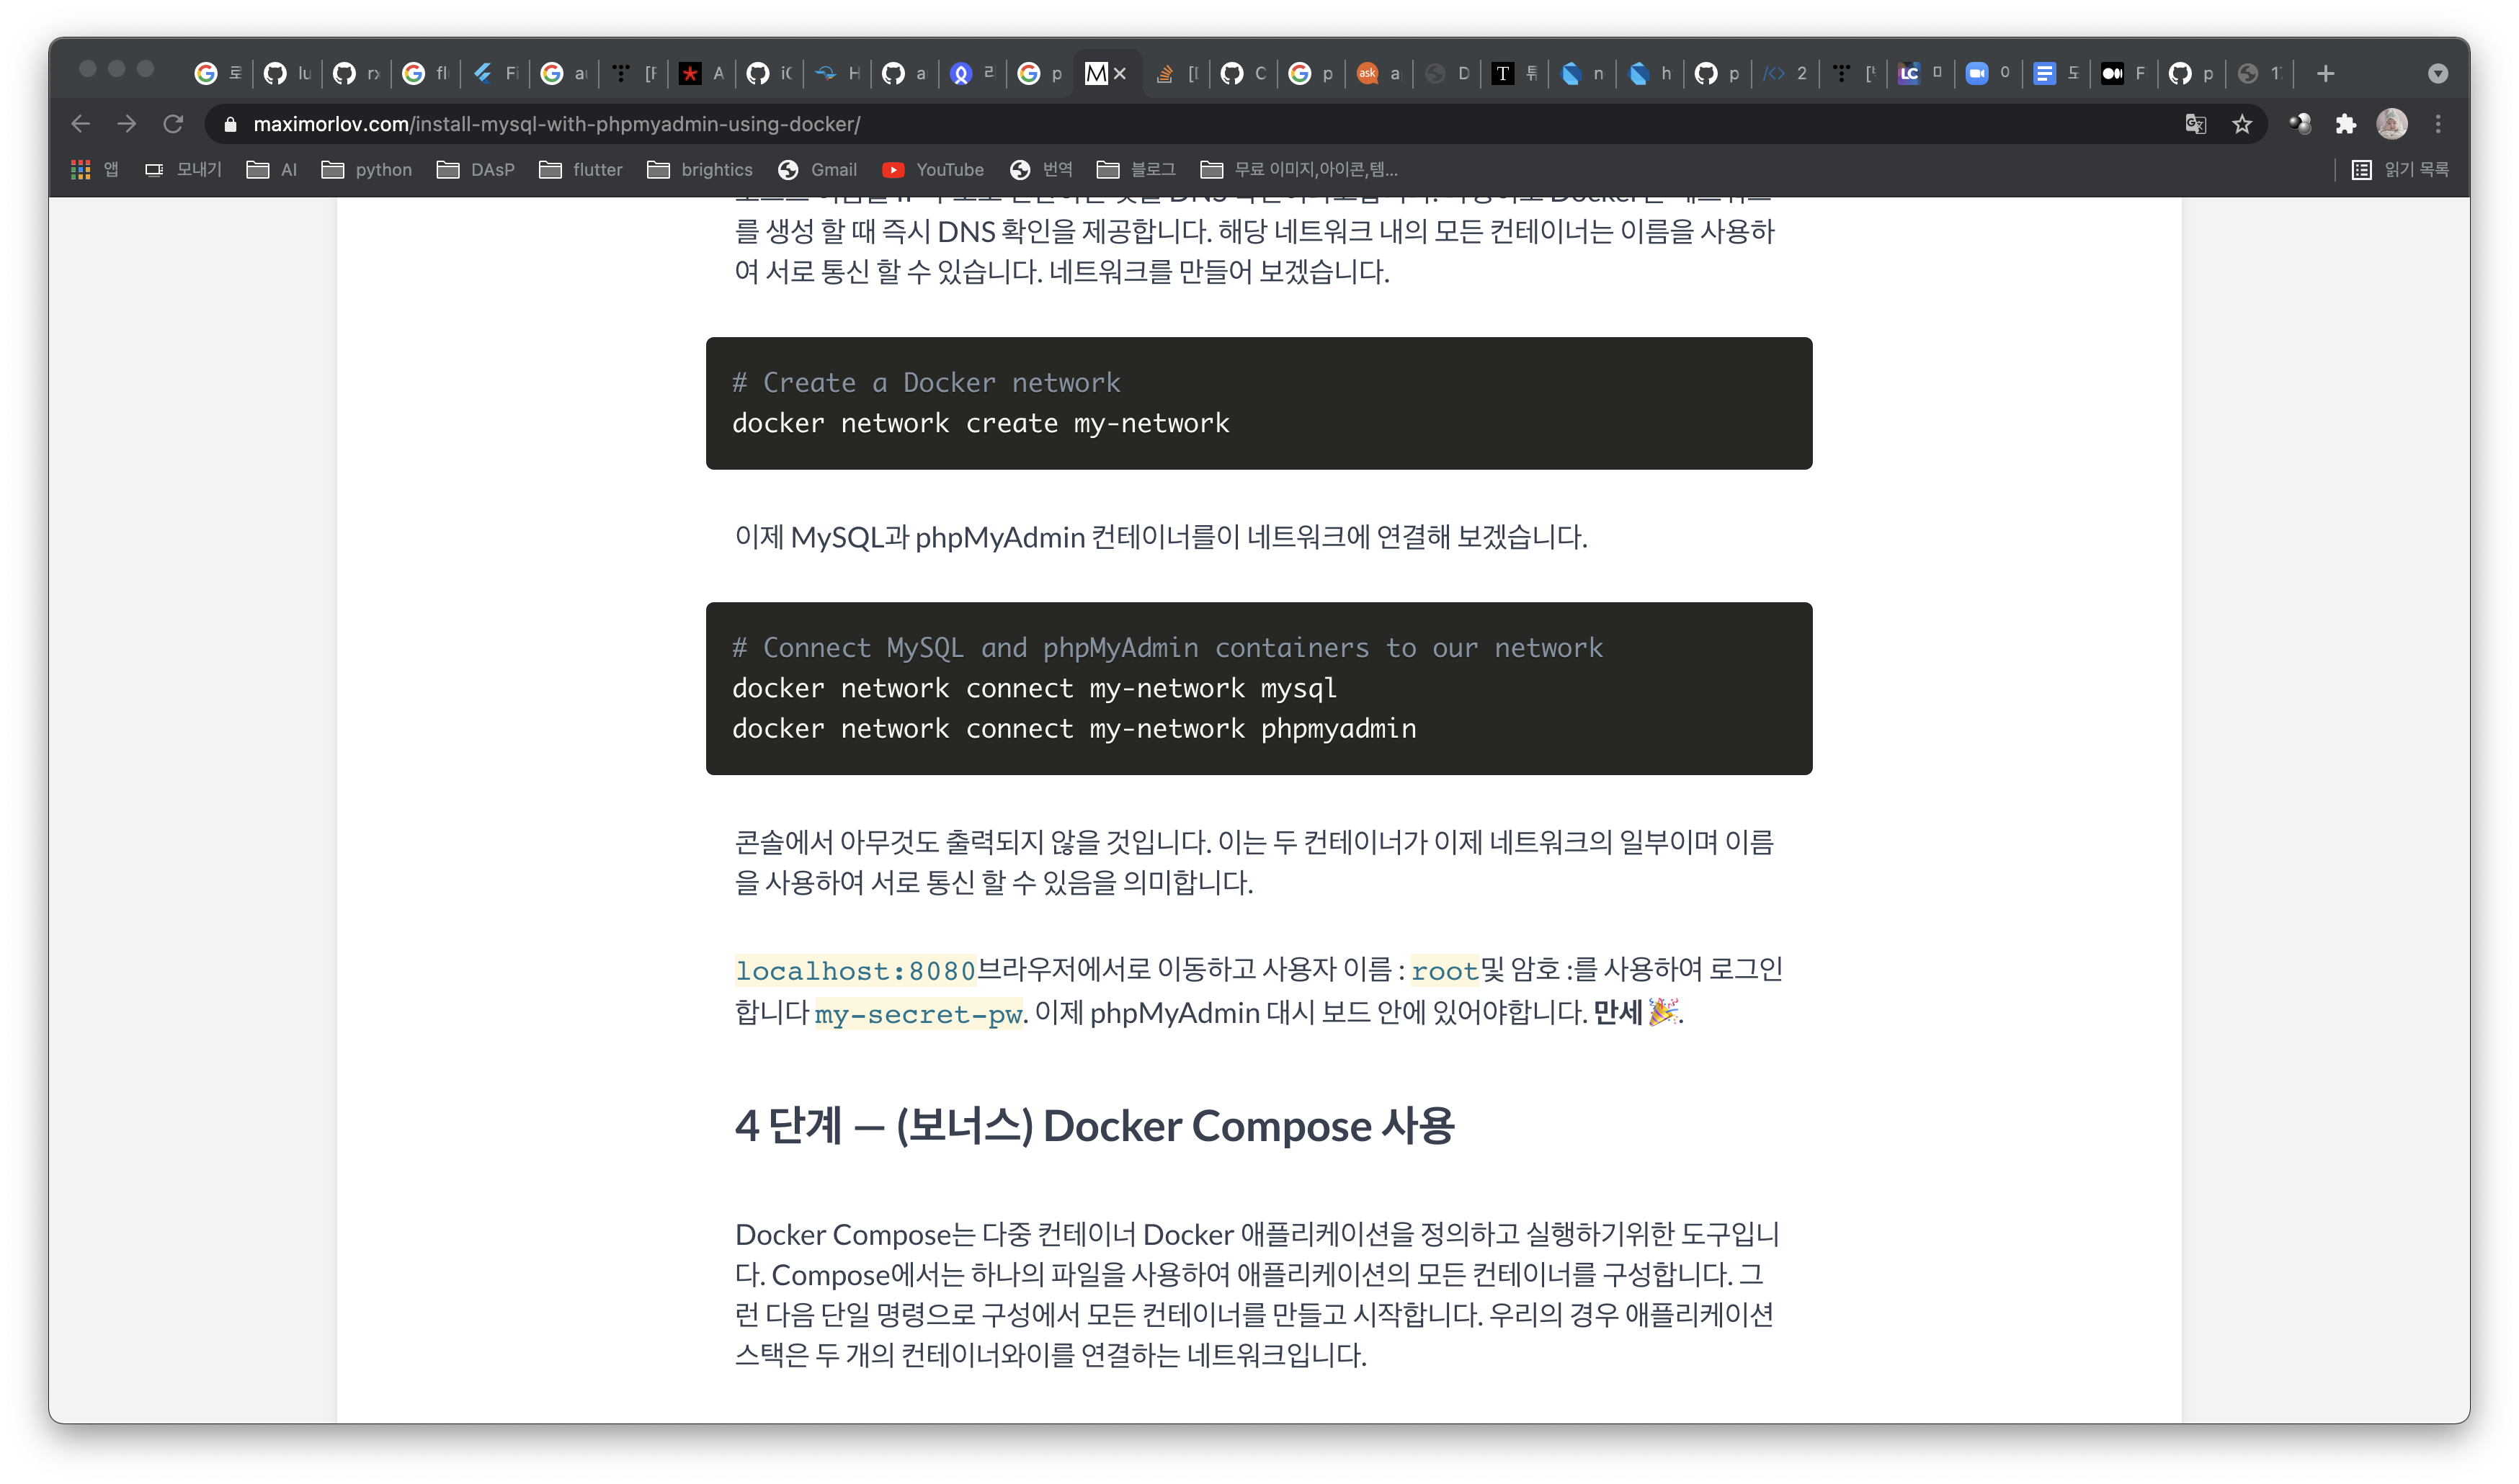 로
lu
rx
fl
F
a
[F
A
iC
H
a
리
p
M
[
C
p
ask a
D
T 튜
n
h
p
2
[
LC
0
도
F
p
1
maximorlov.com/install-mysql-with-phpmyadmin-using-docker/
앱 모내기 AI python DAsP flutter brightics Gmail YouTube 번역 블로그 무료 이미지,아이콘,템... 읽기 목록
를 생성 할 때 즉시 DNS 확인을 제공합니다. 해당 네트워크 내의 모든 컨테이너는 이름을 사용하
여 서로 통신 할 수 있습니다. 네트워크를 만들어 보겠습니다.
# Create a Docker network
docker network create my-network
이제 MySQL과 phpMyAdmin 컨테이너를이 네트워크에 연결해 보겠습니다.
# Connect MySQL and phpMyAdmin containers to our network
docker network connect my-network mysql
docker network connect my-network phpmyadmin
콘솔에서 아무것도 출력되지 않을 것입니다. 이는 두 컨테이너가 이제 네트워크의 일부이며 이름
을 사용하여 서로 통신 할 수 있음을 의미합니다.
localhost:8080브라우저에서로 이동하고 사용자 이름 : root및 암호 :를 사용하여 로그인
합니다 my-secret-pw. 이제 phpMyAdmin 대시 보드 안에 있어야합니다. 만세 🎉.
4 단계 — (보너스) Docker Compose 사용
Docker Compose는 다중 컨테이너 Docker 애플리케이션을 정의하고 실행하기위한 도구입니
다. Compose에서는 하나의 파일을 사용하여 애플리케이션의 모든 컨테이너를 구성합니다. 그
런 다음 단일 명령으로 구성에서 모든 컨테이너를 만들고 시작합니다. 우리의 경우 애플리케이션
스택은 두 개의 컨테이너와이를 연결하는 네트워크입니다.